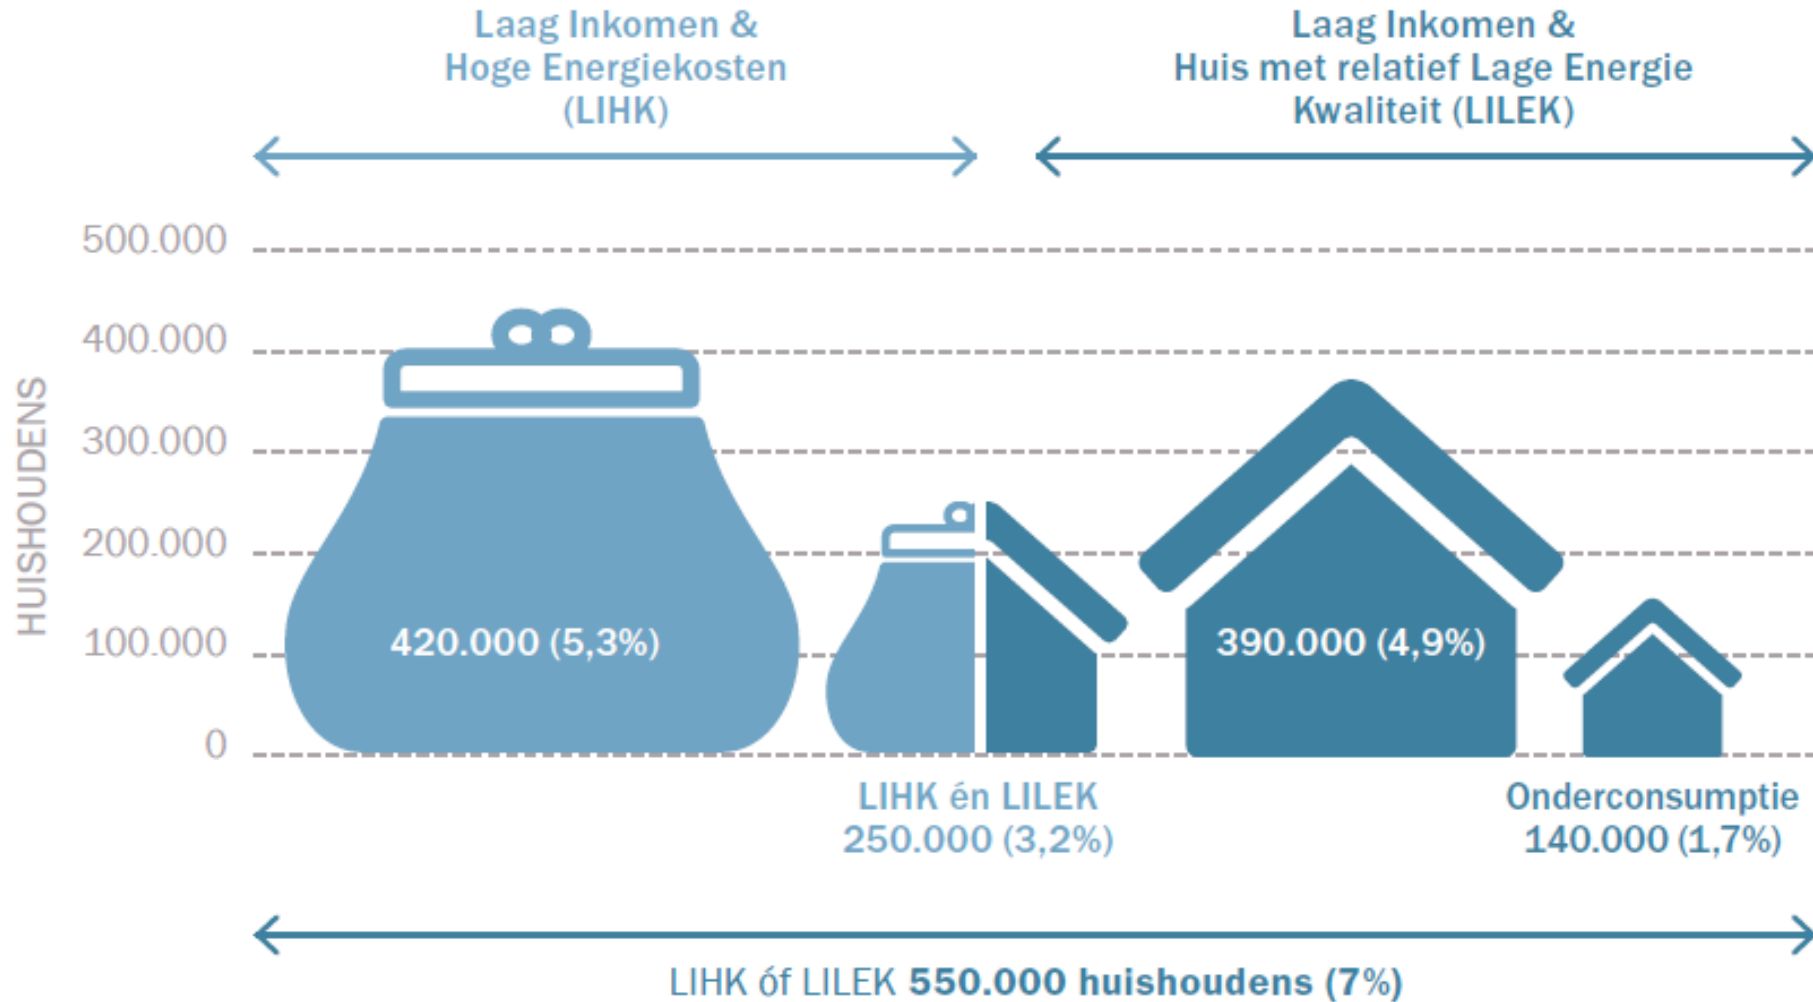 Laag Inkomen &
Hoge Energiekosten
(LIHK)
Laag Inkomen &
Huis met relatief Lage Energie
Kwaliteit (LILEK)
HUISHOUDENS
500.000
400.000
300.000
200.000
100.000
0
420.000 (5,3%)
390.000 (4,9%)
LIHK én LILEK
250.000 (3,2%)
Onderconsumptie
140.000 (1,7%)
LIHK óf LILEK 550.000 huishoudens (7%)